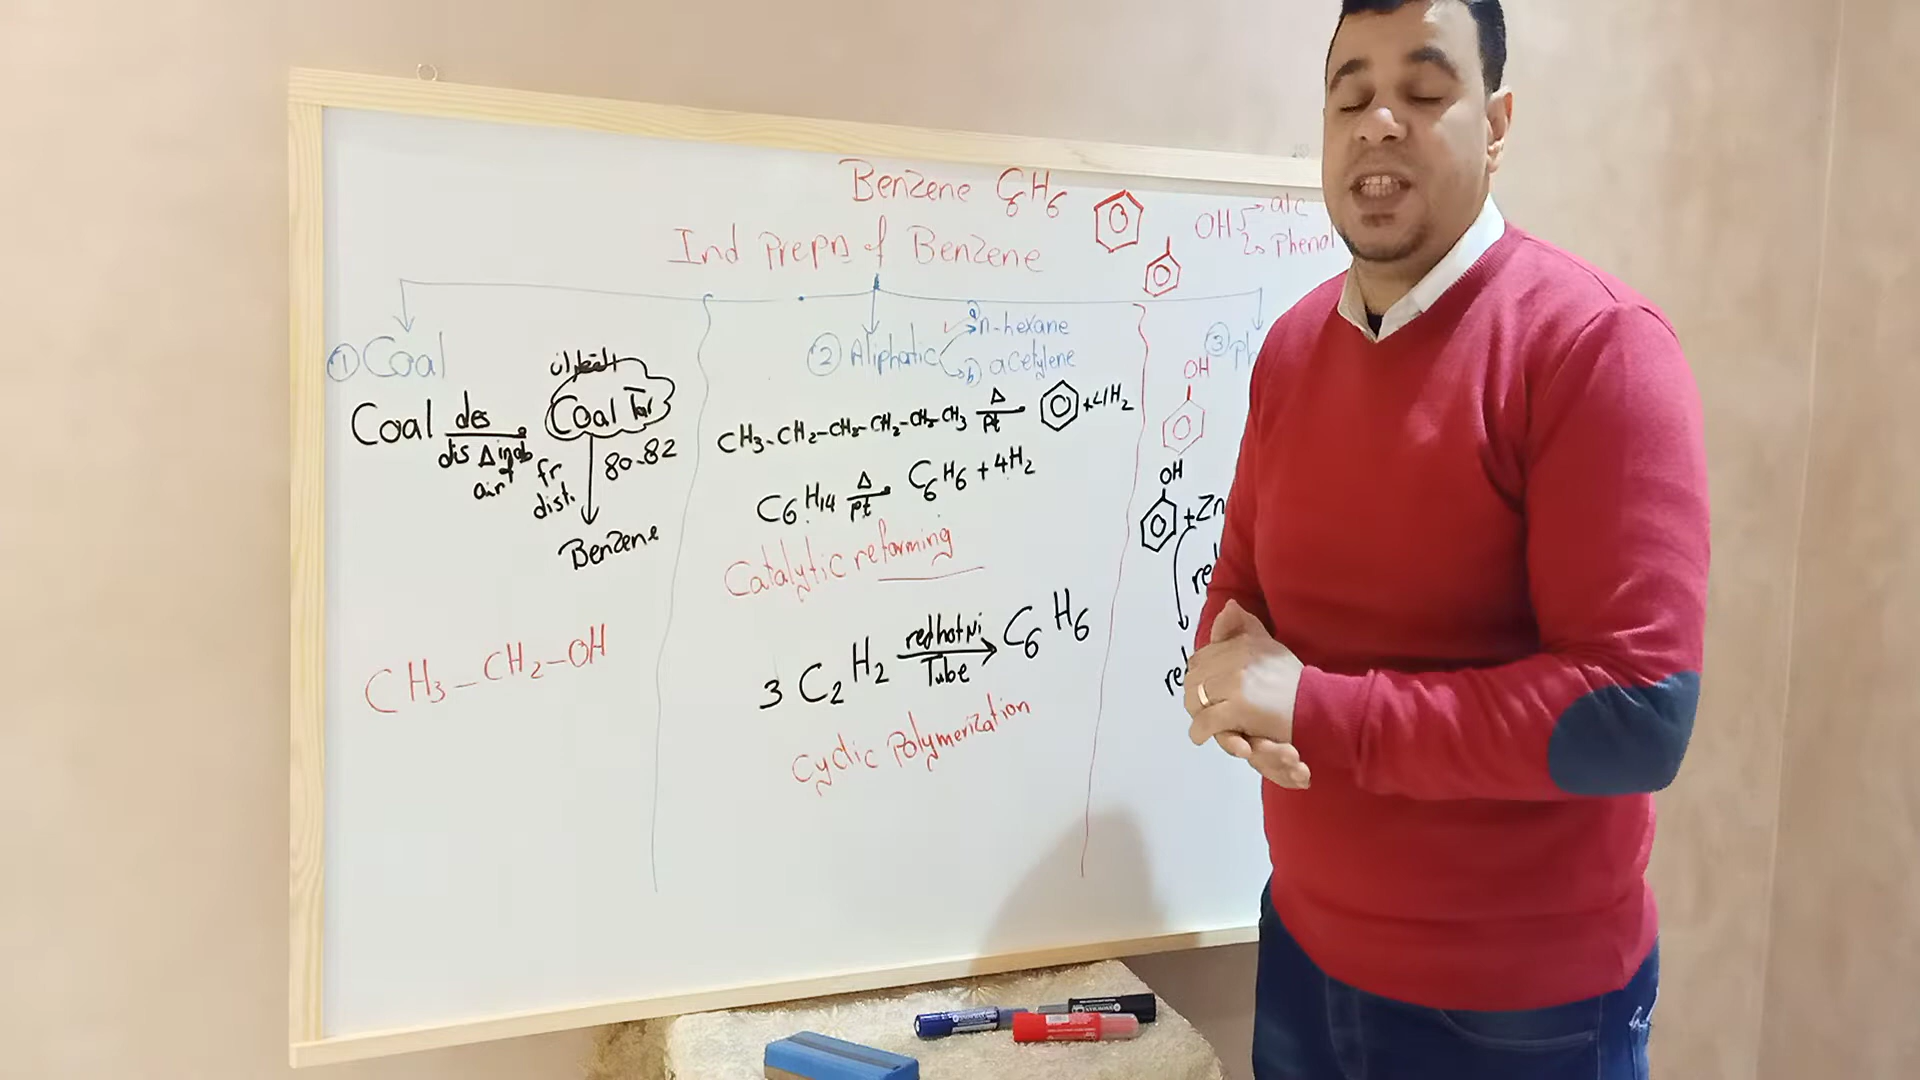 Benzene C6H6
OH alc
Phenol
Ind Prepn of Benzene
① Coal
Coal des dis Δ in ab air
القطران
Coal Tar
fr dist. 80-82
Benzene
CH3-CH2-OH
② Aliphatic
a) n-hexane
b) acetylene
CH3-CH2-CH2-CH2-CH2-CH3 Δ pt +4H2
C6H14 Δ pt C6H6 + 4H2
Catalytic reforming
3 C2H2 red hot Ni Tube → C6H6
Cyclic Polymerization
③ ph
OH
OH
+ Zn
re
re